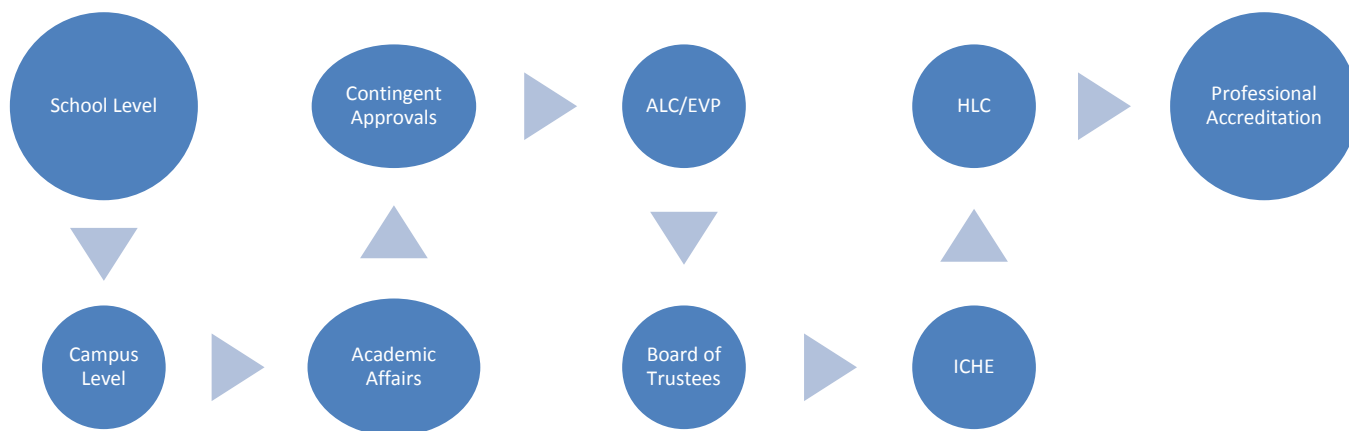 School Level
Campus
Level
Academic
Affairs
Contingent
Approvals
ALC/EVP
Board of
Trustees
ICHE
HLC
Professional
Accreditation